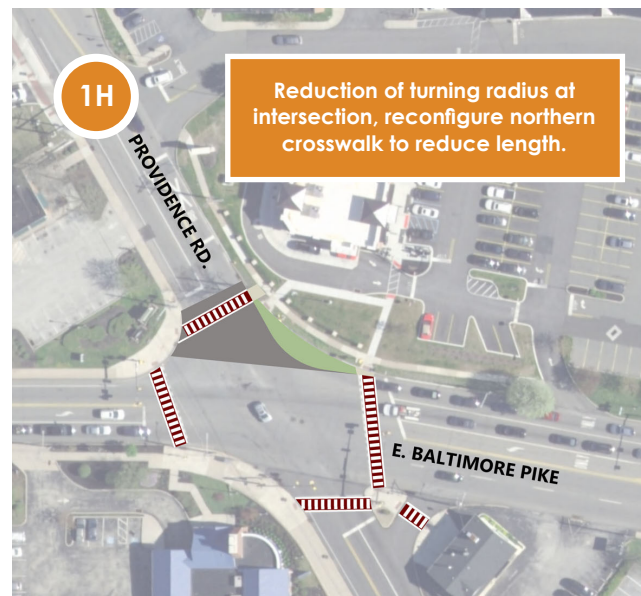 1H
Reduction of turning radius at
intersection, reconfigure northern
crosswalk to reduce length.
PROVIDENCE RD.
E. BALTIMORE PIKE